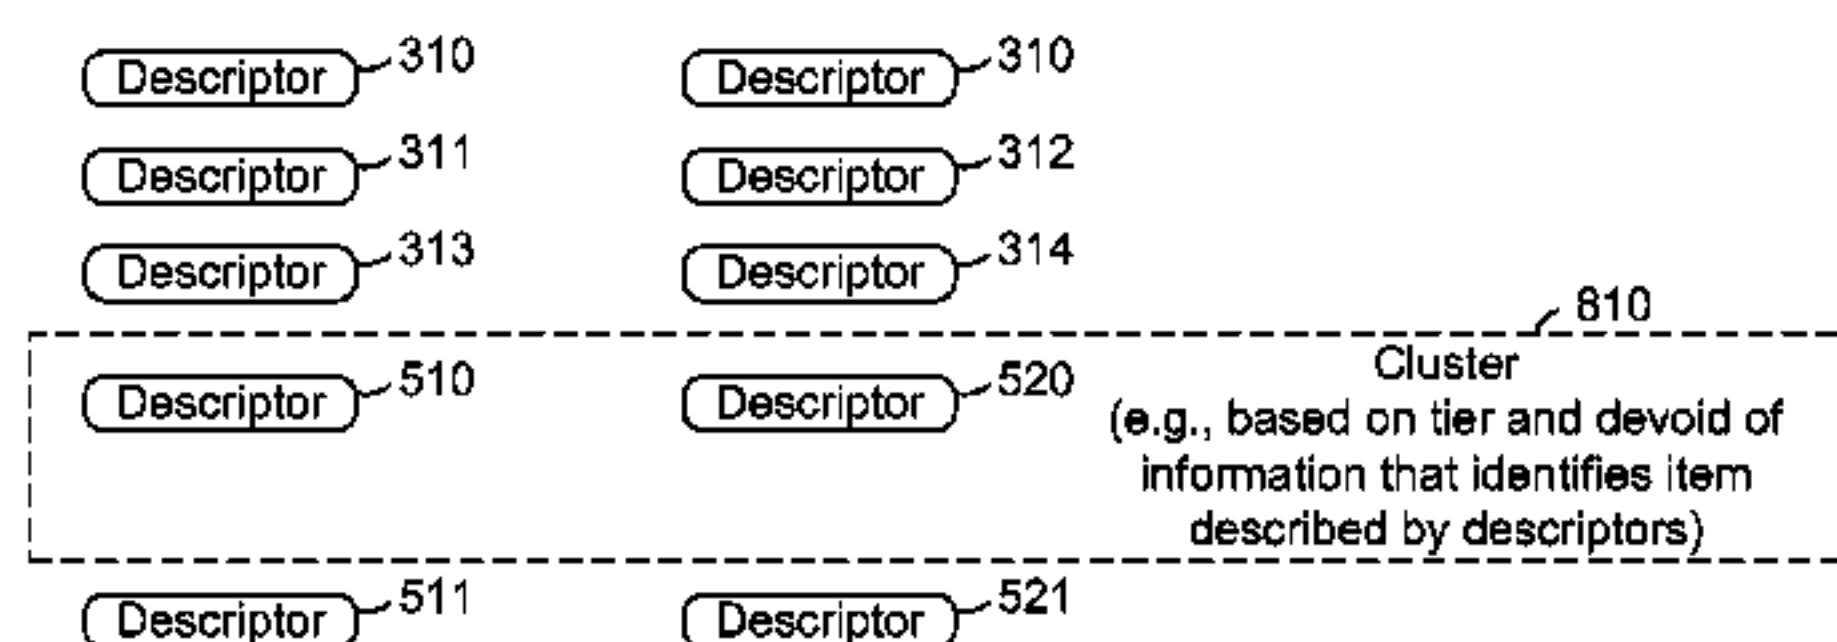 Descriptor 310 Descriptor 310
Descriptor 311 Descriptor 312
Descriptor 313 Descriptor 314
810
Descriptor 510 Descriptor 520
Cluster
(e.g., based on tier and devoid of
information that identifies item
described by descriptors)
Descriptor 511 Descriptor 521